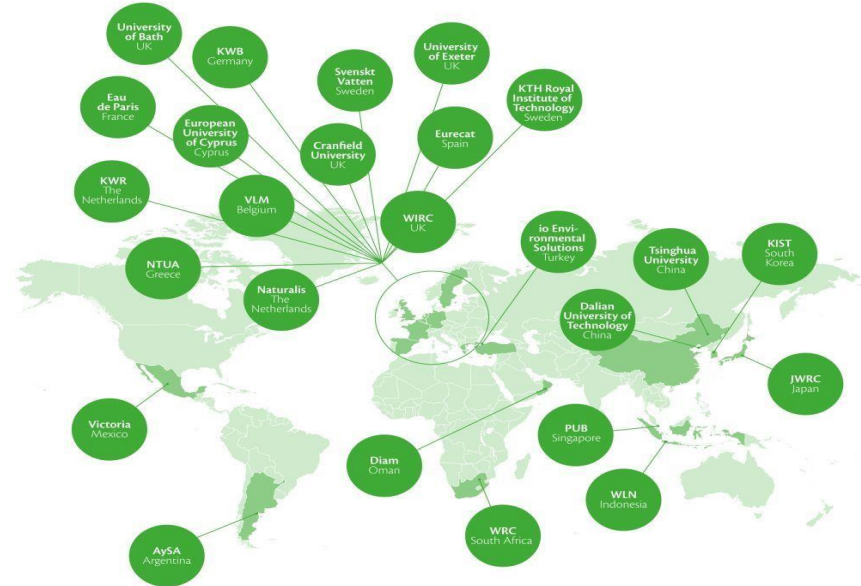 University
of Bath
UK
KWB
Germany
Svenskt
Vatten
Sweden
University
of Exeter
UK
KTH Royal
Institute of
Technology
Sweden
Eau
de Paris
France
European
University
of Cyprus
Cyprus
Cranfield
University
UK
Eurecat
Spain
KWR
The
Netherlands
VLM
Belgium
WIRC
UK
io Envi-
ronmental
Solutions
Turkey
Tsinghua
University
China
KIST
South
Korea
NTUA
Greece
Naturalis
The
Netherlands
Dalian
University of
Technology
China
JWRC
Japan
Victoria
Mexico
Diam
Oman
PUB
Singapore
WLN
Indonesia
WRC
South Africa
AySA
Argentina